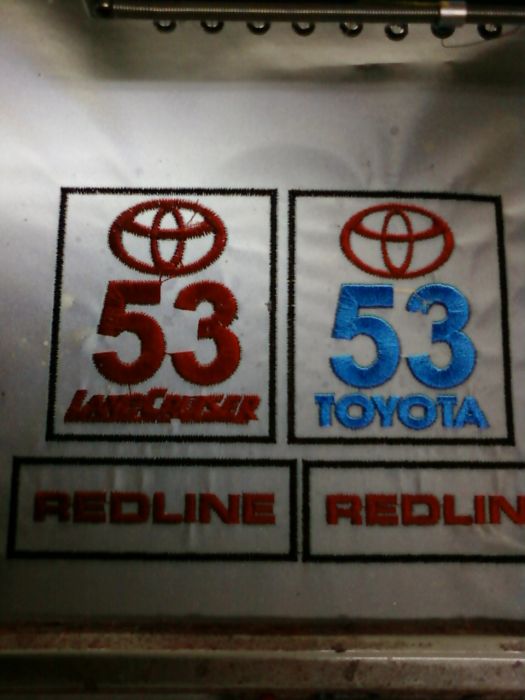 53
LANDCRUISER
53
TOYOTA
REDLINE
REDLIN